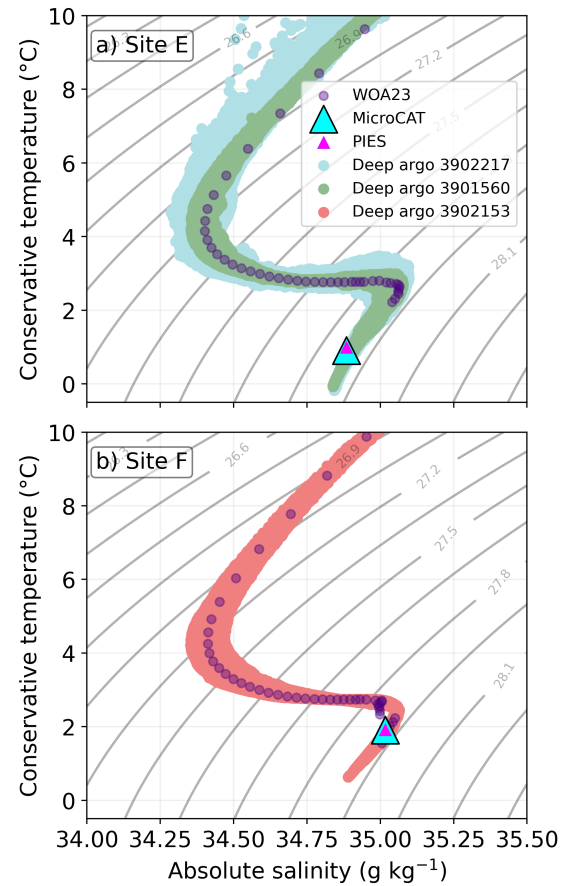 10
a) Site E
26.3
26.6
26.9
27.2
27.5
28.1
8
6
4
2
0
Conservative temperature (°C)
WOA23
MicroCAT
PIES
Deep argo 3902217
Deep argo 3901560
Deep argo 3902153
10
b) Site F
26.6
26.9
27.2
27.5
27.8
28.1
8
6
4
2
0
Conservative temperature (°C)
34.00 34.25 34.50 34.75 35.00 35.25 35.50
Absolute salinity (g kg⁻¹)